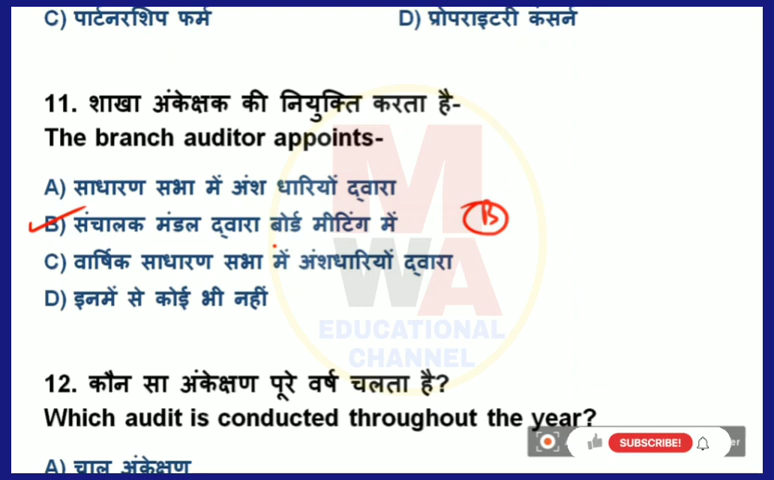 C) पार्टनरशिप फर्म D) प्रोपराइटरी कंसर्न
11. शाखा अंकेक्षक की नियुक्ति करता है-
The branch auditor appoints-
A) साधारण सभा में अंश धारियों द्वारा
B) संचालक मंडल द्वारा बोर्ड मीटिंग में B
C) वार्षिक साधारण सभा में अंशधारियों द्वारा
D) इनमें से कोई भी नहीं
MWA
EDUCATIONAL
CHANNEL
12. कौन सा अंकेक्षण पूरे वर्ष चलता है?
Which audit is conducted throughout the year?
SUBSCRIBE!
A) चालू अंकेक्षण